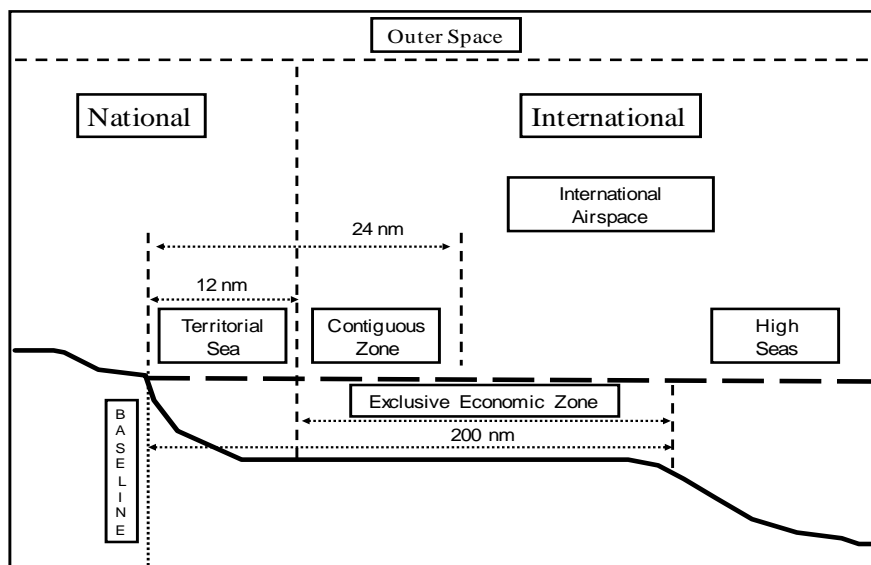 Outer Space
National
International
International
Airspace
24 nm
12 nm
Territorial
Sea
Contiguous
Zone
High
Seas
Exclusive Economic Zone
200 nm
BASELINE